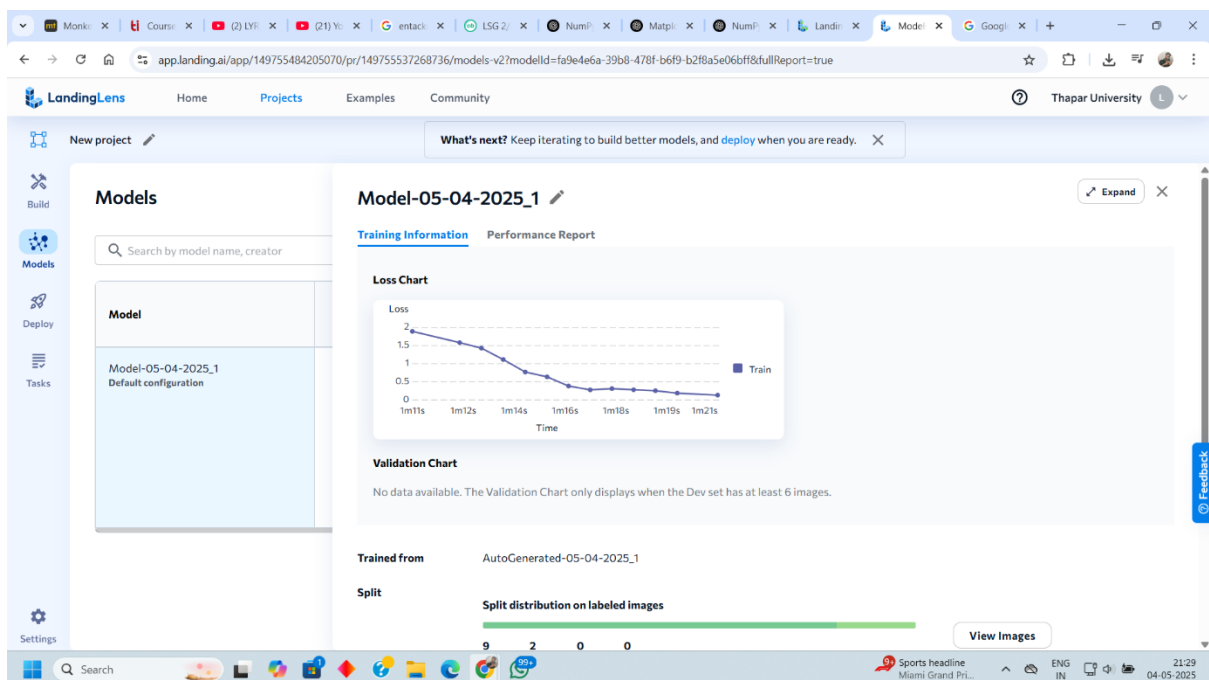 Monke
Course
(2) LYR
(21) Yo
entack
LSG 2/
NumPy
Matplo
NumPy
Landin
Model
Google
app.landing.ai/app/149755484205070/pr/149755537268736/models-v2?modelId=fa9e4e6a-39b8-478f-b6f9-b2f8a5e06bff&fullReport=true
LandingLens
Home
Projects
Examples
Community
Thapar University
L
New project
What's next? Keep iterating to build better models, and deploy when you are ready.
Build
Models
Deploy
Tasks
Settings
Models
Search by model name, creator
Model
Model-05-04-2025_1
Default configuration
Model-05-04-2025_1
Expand
Training Information
Performance Report
Loss Chart
Loss
2
1.5
1
0.5
0
1m11s 1m12s 1m14s 1m16s 1m18s 1m19s 1m21s
Time
Train
Validation Chart
No data available. The Validation Chart only displays when the Dev set has at least 6 images.
Trained from
AutoGenerated-05-04-2025_1
Split
Split distribution on labeled images
9 2 0 0
View Images
Feedback
Search
99+
9+
Sports headline
Miami Grand Pri...
ENG
IN
21:29
04-05-2025